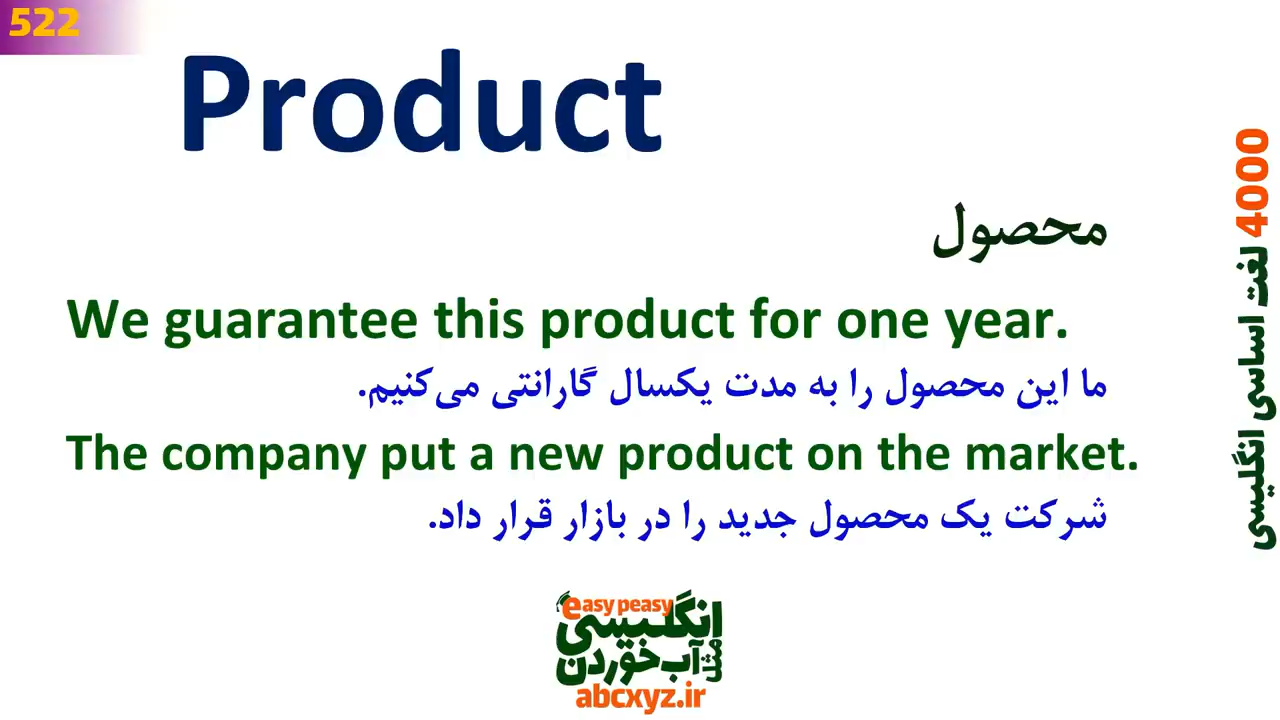 522
Product
محصول
We guarantee this product for one year.
ما این محصول را به مدت یکسال گارانتی می‌کنیم.
The company put a new product on the market.
شرکت یک محصول جدید را در بازار قرار داد.
4000 لغت اساسی انگلیسی
easy peasy
انگلیسی
مثل آب خوردن
abcxyz.ir